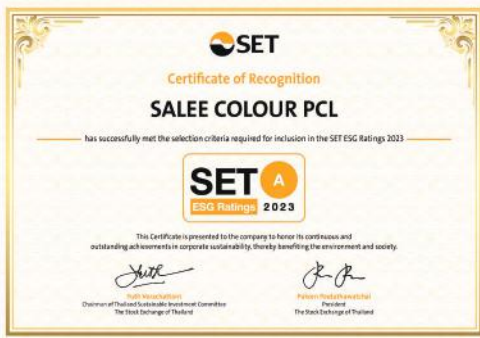 SET
Certificate of Recognition
SALEE COLOUR PCL
has successfully met the selection criteria required for inclusion in the SET ESG Ratings 2023
SET A
ESG Ratings 2023
This Certificate is presented to the company to honor its continuous and
outstanding achievements in corporate sustainability, thereby benefiting the environment and society.
Chairman of Thailand Sustainable Investment Committee
President
The Stock Exchange of Thailand
The Stock Exchange of Thailand